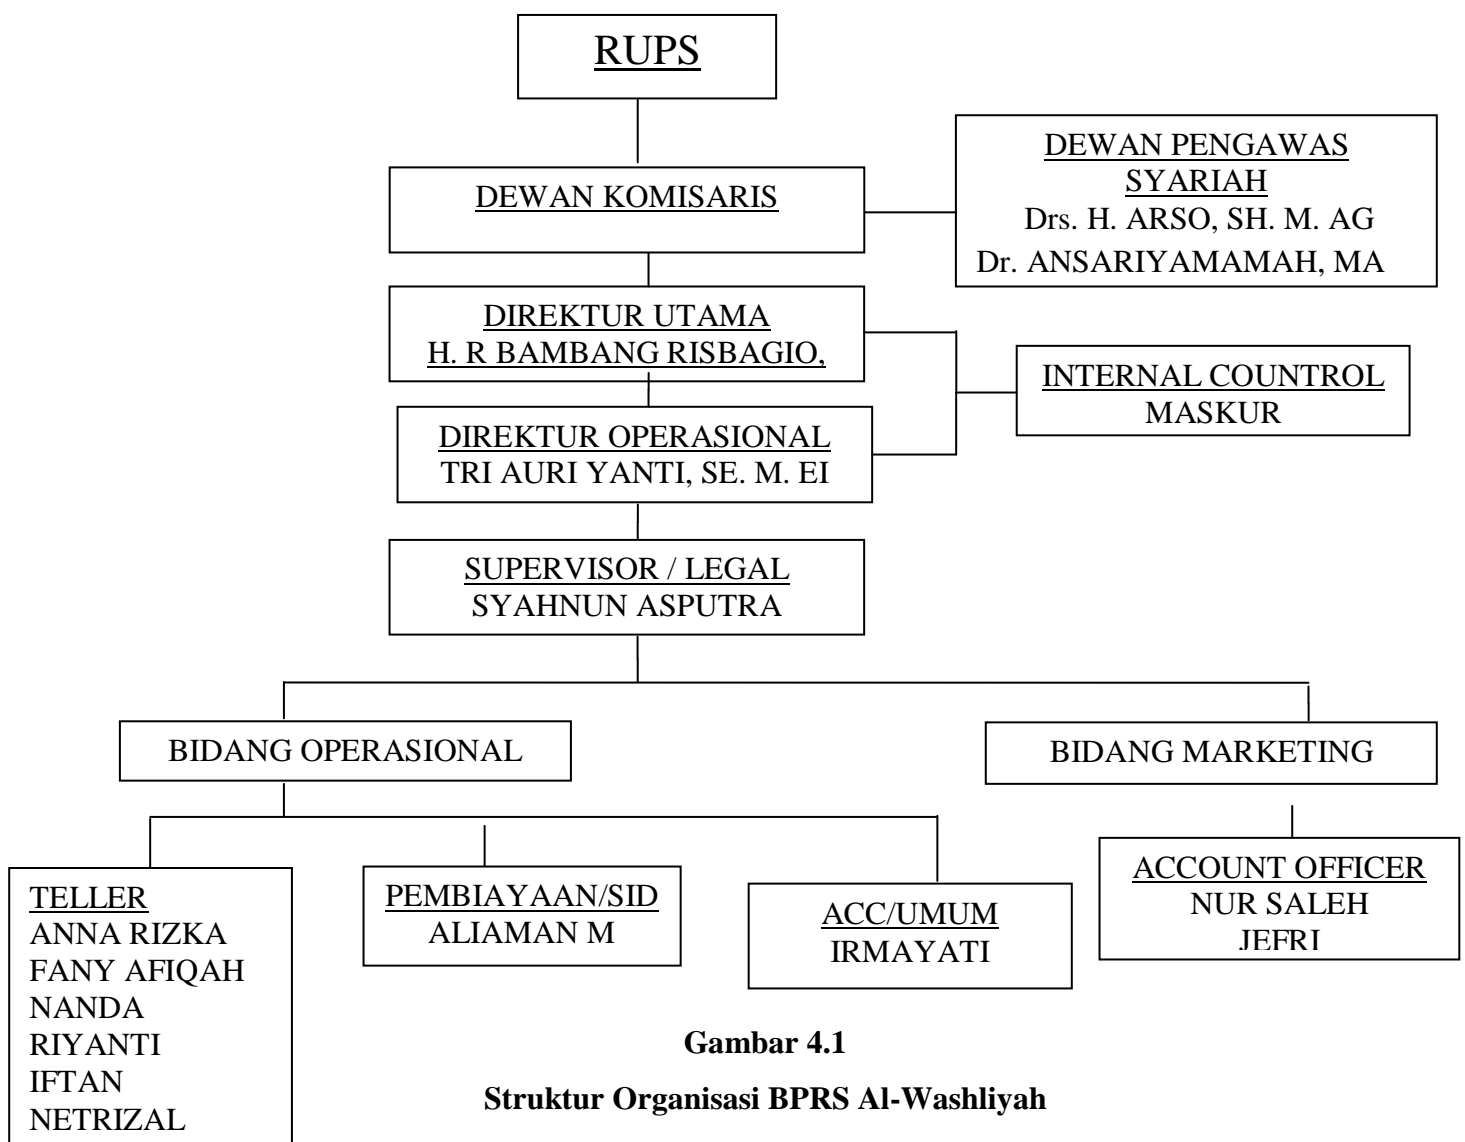 RUPS
DEWAN KOMISARIS
DEWAN PENGAWAS
SYARIAH
Drs. H. ARSO, SH. M. AG
Dr. ANSARIYAMAMAH, MA
DIREKTUR UTAMA
H. R BAMBANG RISBAGIO,
INTERNAL COUNTROL
MASKUR
DIREKTUR OPERASIONAL
TRI AURI YANTI, SE. M. EI
SUPERVISOR / LEGAL
SYAHNUN ASPUTRA
BIDANG OPERASIONAL
BIDANG MARKETING
TELLER
ANNA RIZKA
FANY AFIQAH
NANDA
RIYANTI
IFTAN
NETRIZAL
PEMBIAYAAN/SID
ALIAMAN M
ACC/UMUM
IRMAYATI
ACCOUNT OFFICER
NUR SALEH
JEFRI
Gambar 4.1
Struktur Organisasi BPRS Al-Washliyah